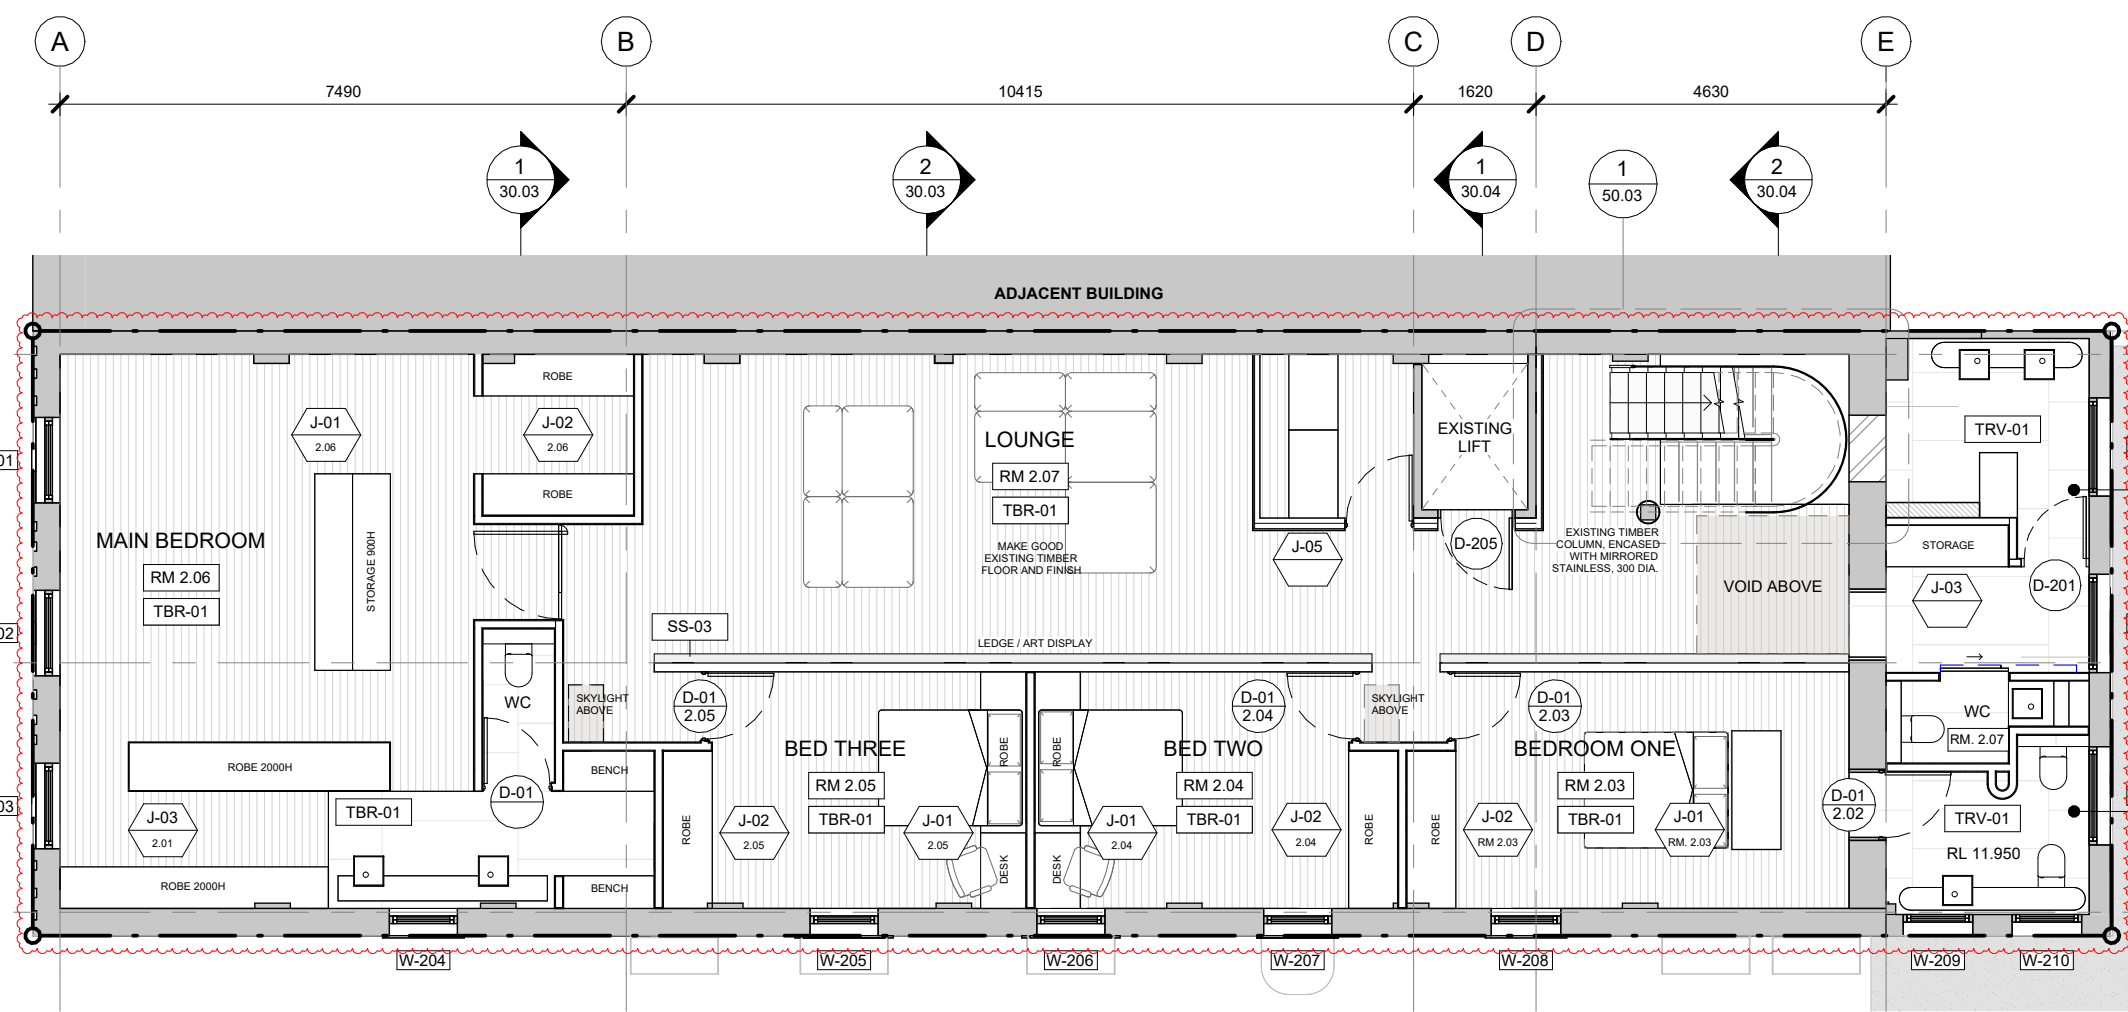 A
B
C
D
E
7490
10415
1620
4630
1
30.03
2
30.03
1
30.04
1
50.03
2
30.04
ADJACENT BUILDING
ROBE
J-01
2.06
J-02
2.06
ROBE
STORAGE 900H
MAIN BEDROOM
RM 2.06
TBR-01
01
02
03
LOUNGE
RM 2.07
TBR-01
MAKE GOOD
EXISTING TIMBER
FLOOR AND FINISH
J-05
EXISTING
LIFT
D-205
EXISTING TIMBER
COLUMN, ENCASED
WITH MIRRORED
STAINLESS, 300 DIA.
VOID ABOVE
TRV-01
STORAGE
J-03
D-201
SS-03
LEDGE / ART DISPLAY
WC
SKYLIGHT
ABOVE
D-01
2.05
BED THREE
RM 2.05
TBR-01
ROBE
ROBE
D-01
2.04
BED TWO
RM 2.04
TBR-01
SKYLIGHT
ABOVE
D-01
2.03
BEDROOM ONE
RM 2.03
TBR-01
WC
RM. 2.07
ROBE 2000H
J-03
2.01
TBR-01
D-01
BENCH
ROBE
J-02
2.05
J-01
2.05
DESK
DESK
J-01
2.04
J-02
2.04
ROBE
ROBE
J-02
RM 2.03
J-01
RM. 2.03
D-01
2.02
TRV-01
RL 11.950
ROBE 2000H
BENCH
W-204
W-205
W-206
W-207
W-208
W-209
W-210